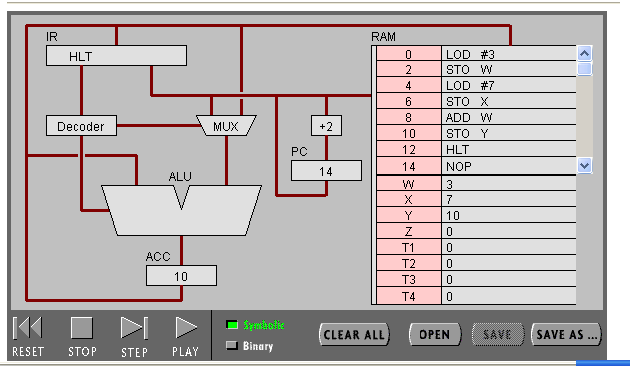 IR
HLT
Decoder
MUX
+2
PC
14
ALU
ACC
10
RAM
0 LOD #3
2 STO W
4 LOD #7
6 STO X
8 ADD W
10 STO Y
12 HLT
14 NOP
W 3
X 7
Y 10
Z 0
T1 0
T2 0
T3 0
T4 0
RESET STOP STEP PLAY
Symbolic
Binary
CLEAR ALL OPEN SAVE SAVE AS ...